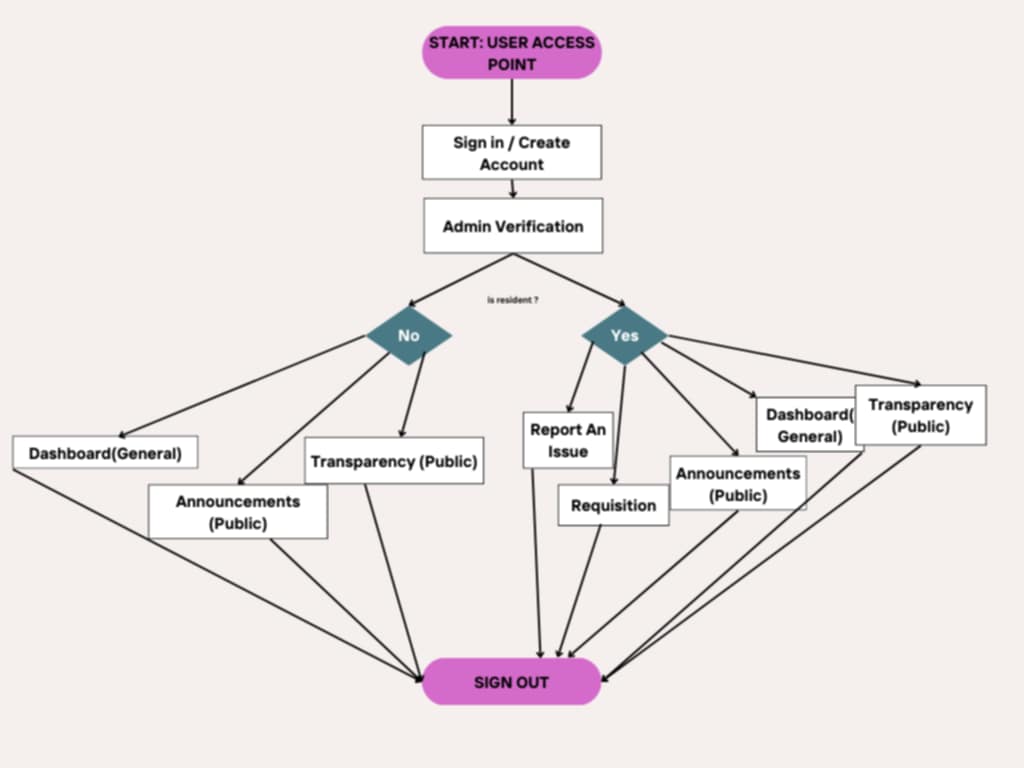 START: USER ACCESS
POINT
Sign in / Create
Account
Admin Verification
is resident ?
No
Yes
Dashboard(General)
Announcements
(Public)
Transparency (Public)
Report An
Issue
Requisition
Announcements
(Public)
Dashboard(
General)
Transparency
(Public)
SIGN OUT